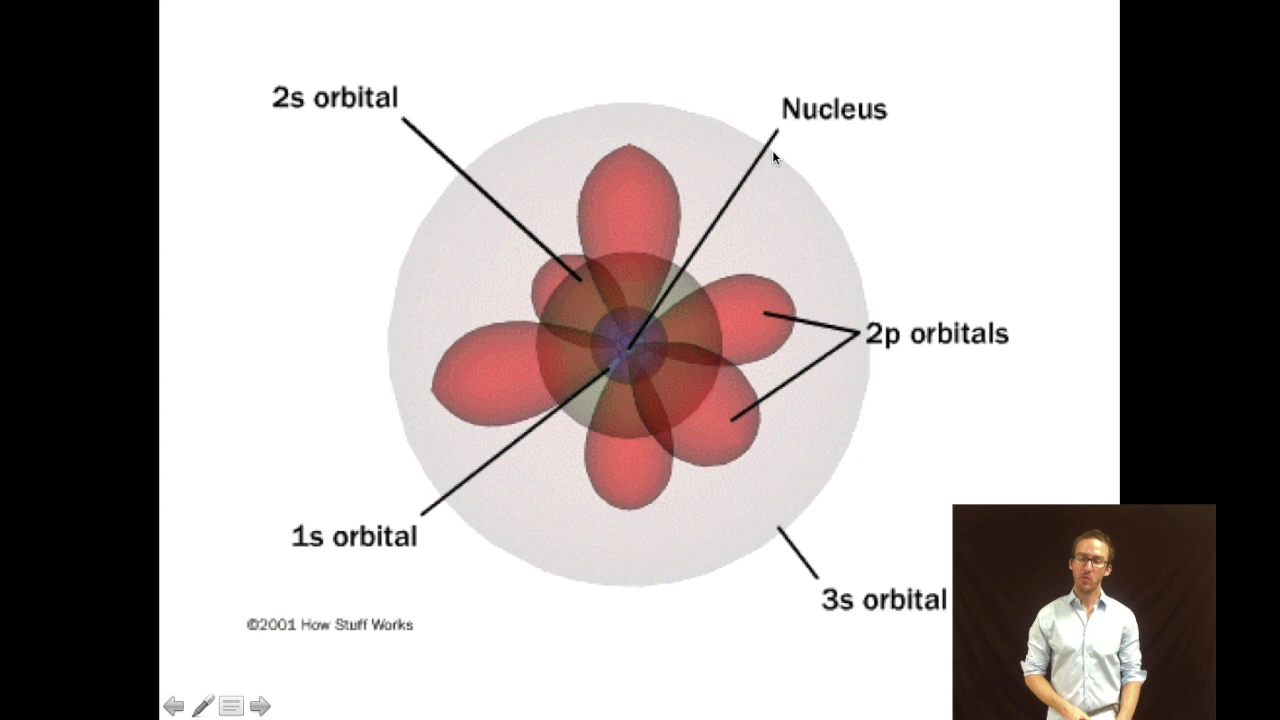 2s orbital
Nucleus
2p orbitals
1s orbital
3s orbital
©2001 How Stuff Works